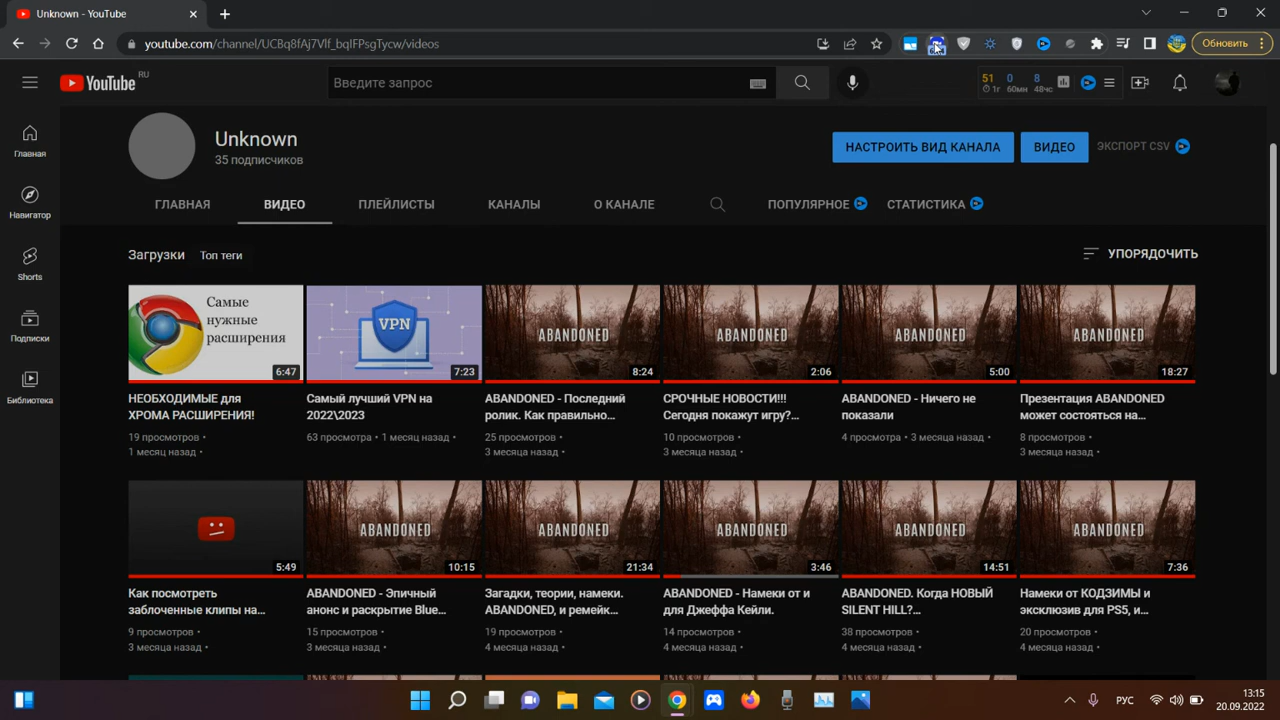 Unknown - YouTube
youtube.com/channel/UCBq8fAj7Vlf_bqIFPsgTycw/videos
Обновить
YouTube RU
Введите запрос
51 0 8
1г 60мн 48чс
Unknown
35 подписчиков
НАСТРОИТЬ ВИД КАНАЛА
ВИДЕО
ЭКСПОРТ CSV
ГЛАВНАЯ
ВИДЕО
ПЛЕЙЛИСТЫ
КАНАЛЫ
О КАНАЛЕ
ПОПУЛЯРНОЕ
СТАТИСТИКА
Главная
Навигатор
Shorts
Подписки
Библиотека
Загрузки
Топ теги
УПОРЯДОЧИТЬ
Самые
нужные
расширения
6:47
НЕОБХОДИМЫЕ для
ХРОМА РАСШИРЕНИЯ!
19 просмотров •
1 месяц назад •
VPN
7:23
Самый лучший VPN на
2022\2023
63 просмотра • 1 месяц назад •
ABANDONED
8:24
ABANDONED - Последний
ролик. Как правильно...
25 просмотров •
3 месяца назад •
ABANDONED
2:06
СРОЧНЫЕ НОВОСТИ!!!
Сегодня покажут игру?...
10 просмотров •
3 месяца назад •
ABANDONED
5:00
ABANDONED - Ничего не
показали
4 просмотра • 3 месяца назад •
ABANDONED
18:27
Презентация ABANDONED
может состояться на...
8 просмотров •
3 месяца назад •
5:49
Как посмотреть
заблоченные клипы на...
9 просмотров •
3 месяца назад •
ABANDONED
10:15
ABANDONED - Эпичный
анонс и раскрытие Blue...
15 просмотров •
3 месяца назад •
ABANDONED
21:34
Загадки, теории, намеки.
ABANDONED, и ремейк...
19 просмотров •
4 месяца назад •
ABANDONED
3:46
ABANDONED - Намеки от и
для Джеффа Кейли.
14 просмотров •
4 месяца назад •
ABANDONED
14:51
ABANDONED. Когда НОВЫЙ
SILENT HILL?...
38 просмотров •
4 месяца назад •
ABANDONED
7:36
Намеки от КОДЗИМЫ и
эксклюзив для PS5, и...
20 просмотров •
4 месяца назад •
РУС
13:15
20.09.2022